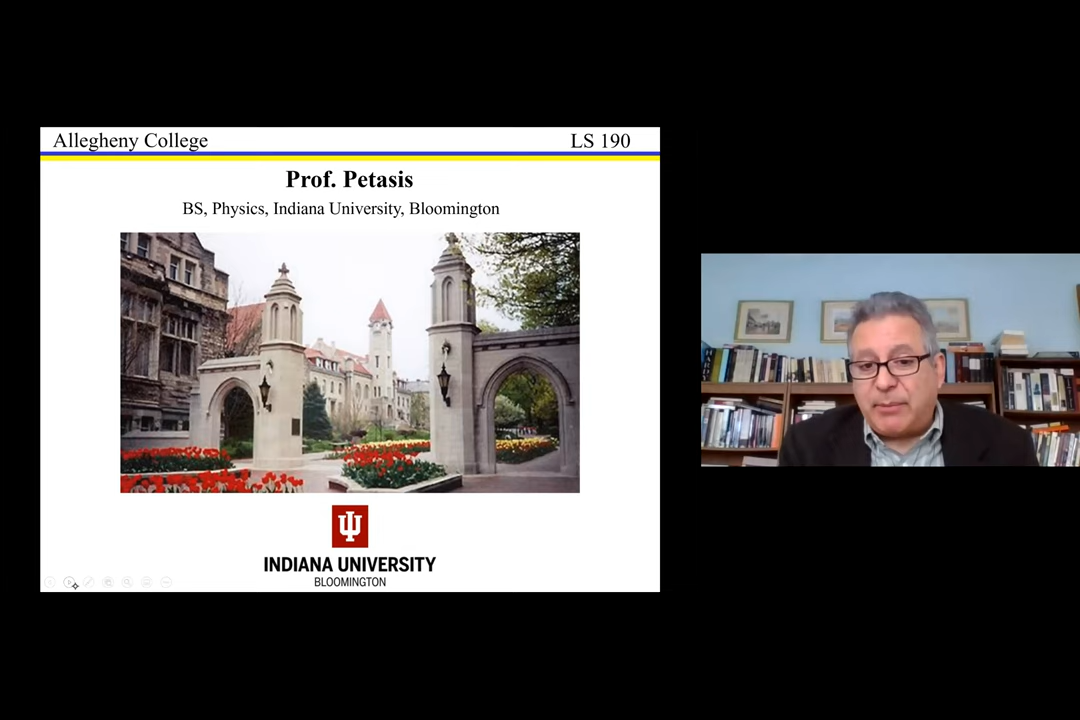 Allegheny College LS 190
Prof. Petasis
BS, Physics, Indiana University, Bloomington
INDIANA UNIVERSITY
BLOOMINGTON